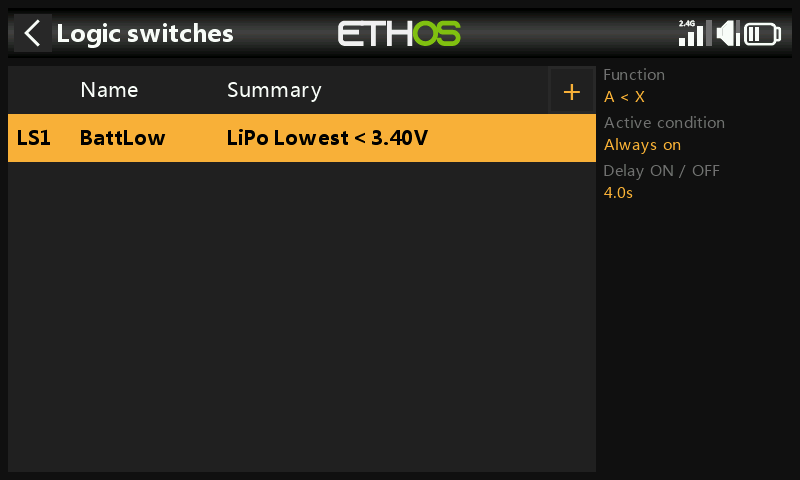 Logic switches
ETHOS
2.4G
Name Summary +
LS1 BattLow LiPo Lowest < 3.40V
Function
A < X
Active condition
Always on
Delay ON / OFF
4.0s